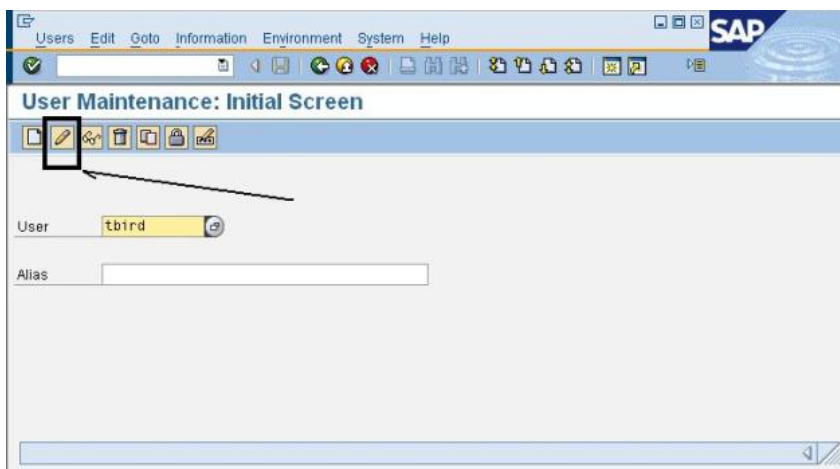 Users Edit Goto Information Environment System Help
SAP
User Maintenance: Initial Screen
User tbird
Alias